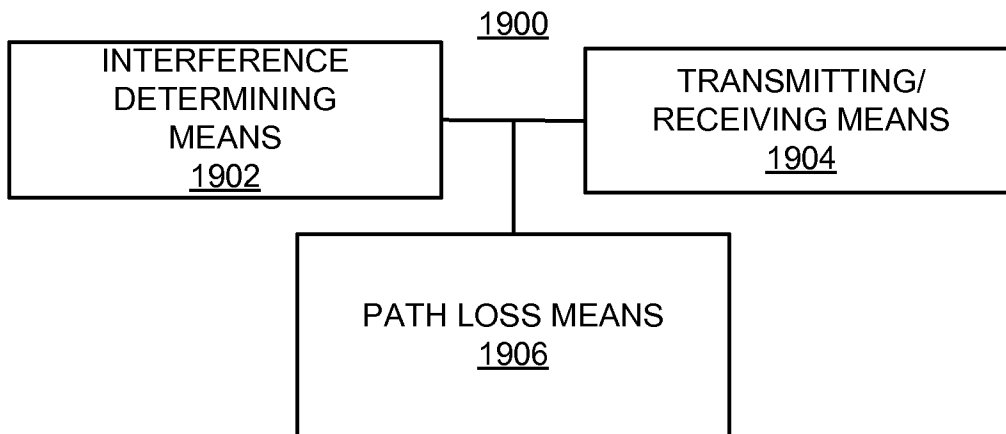 1900
INTERFERENCE
DETERMINING
MEANS
1902
TRANSMITTING/
RECEIVING MEANS
1904
PATH LOSS MEANS
1906